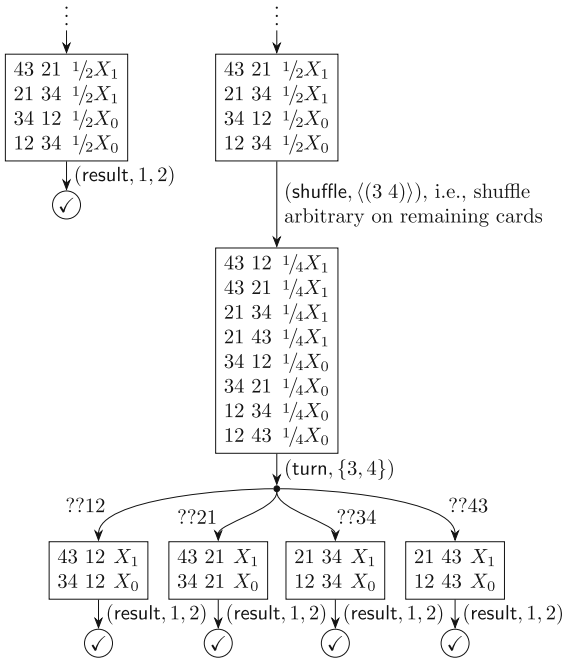 ⋮
⋮
43 21 1/2X1
21 34 1/2X1
34 12 1/2X0
12 34 1/2X0
(result, 1, 2)
✓
43 21 1/2X1
21 34 1/2X1
34 12 1/2X0
12 34 1/2X0
(shuffle, ⟨(3 4)⟩), i.e., shuffle
arbitrary on remaining cards
43 12 1/4X1
43 21 1/4X1
21 34 1/4X1
21 43 1/4X1
34 12 1/4X0
34 21 1/4X0
12 34 1/4X0
12 43 1/4X0
(turn, {3, 4})
??12
??21
??34
??43
43 12 X1
34 12 X0
(result, 1, 2)
✓
43 21 X1
34 21 X0
(result, 1, 2)
✓
21 34 X1
12 34 X0
(result, 1, 2)
✓
21 43 X1
12 43 X0
(result, 1, 2)
✓